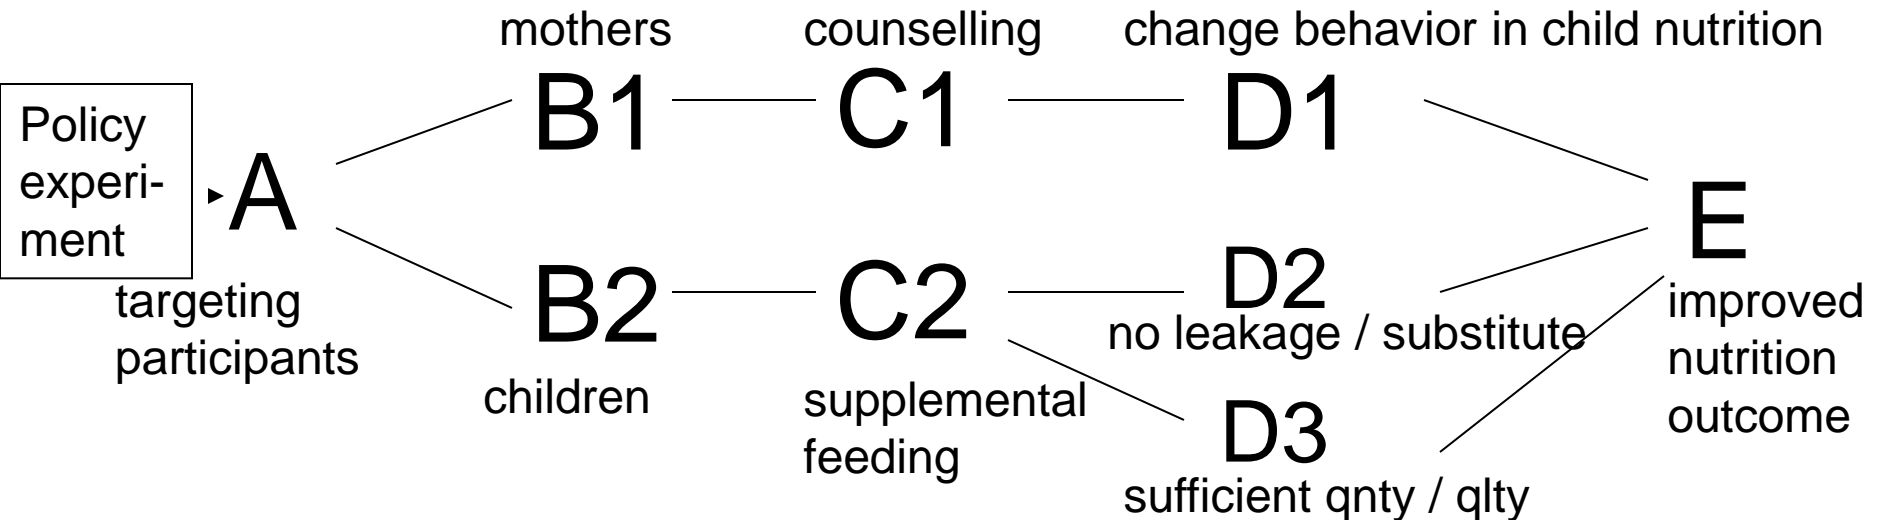 mothers
counselling
change behavior in child nutrition
B1
C1
D1
Policy
experi-
ment
A
E
targeting
participants
B2
C2
D2
no leakage / substitute
improved
nutrition
outcome
children
supplemental
feeding
D3
sufficient qnty / qlty